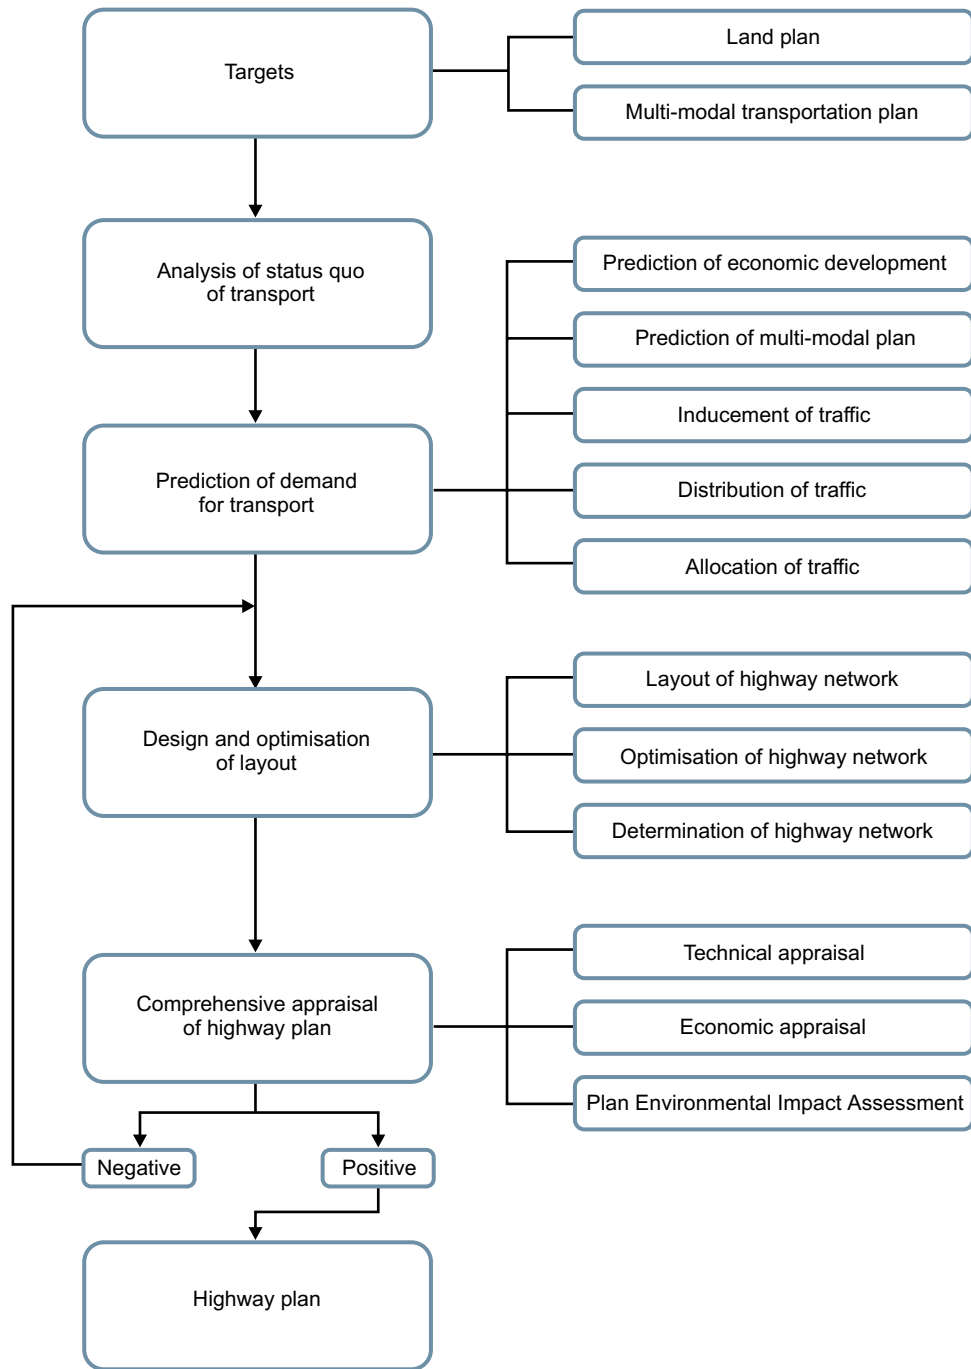 Targets
Land plan
Multi-modal transportation plan
Analysis of status quo
of transport
Prediction of economic development
Prediction of multi-modal plan
Inducement of traffic
Prediction of demand
for transport
Distribution of traffic
Allocation of traffic
Layout of highway network
Design and optimisation
of layout
Optimisation of highway network
Determination of highway network
Technical appraisal
Comprehensive appraisal
of highway plan
Economic appraisal
Plan Environmental Impact Assessment
Negative
Positive
Highway plan